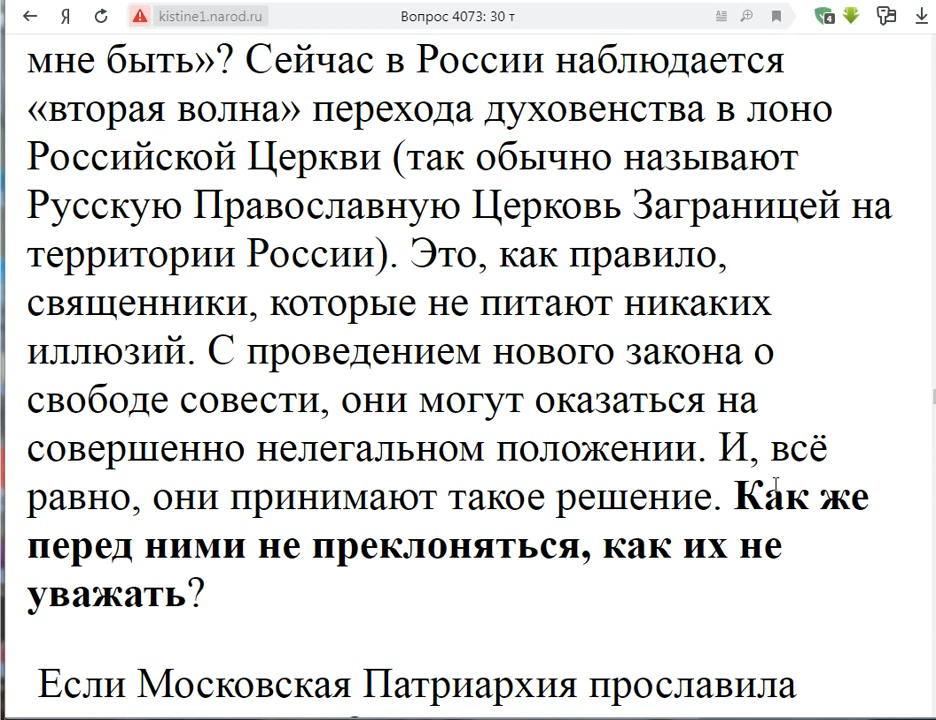 kistine1.narod.ru
Вопрос 4073: 30 т
4
мне быть»? Сейчас в России наблюдается
«вторая волна» перехода духовенства в лоно
Российской Церкви (так обычно называют
Русскую Православную Церковь Заграницей на
территории России). Это, как правило,
священники, которые не питают никаких
иллюзий. С проведением нового закона о
свободе совести, они могут оказаться на
совершенно нелегальном положении. И, всё
равно, они принимают такое решение. Как же
перед ними не преклоняться, как их не
уважать?
Если Московская Патриархия прославила